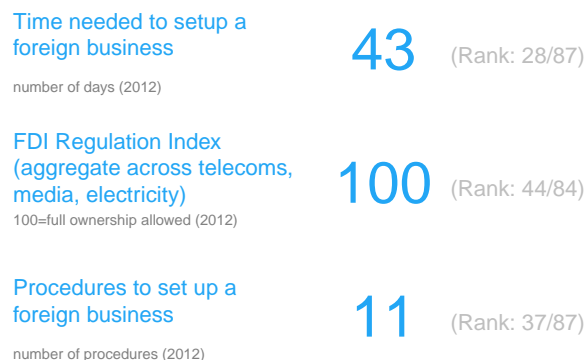 Time needed to setup a
foreign business
43 (Rank: 28/87)
number of days (2012)
FDI Regulation Index
(aggregate across telecoms,
media, electricity)
100 (Rank: 44/84)
100=full ownership allowed (2012)
Procedures to set up a
foreign business
11 (Rank: 37/87)
number of procedures (2012)